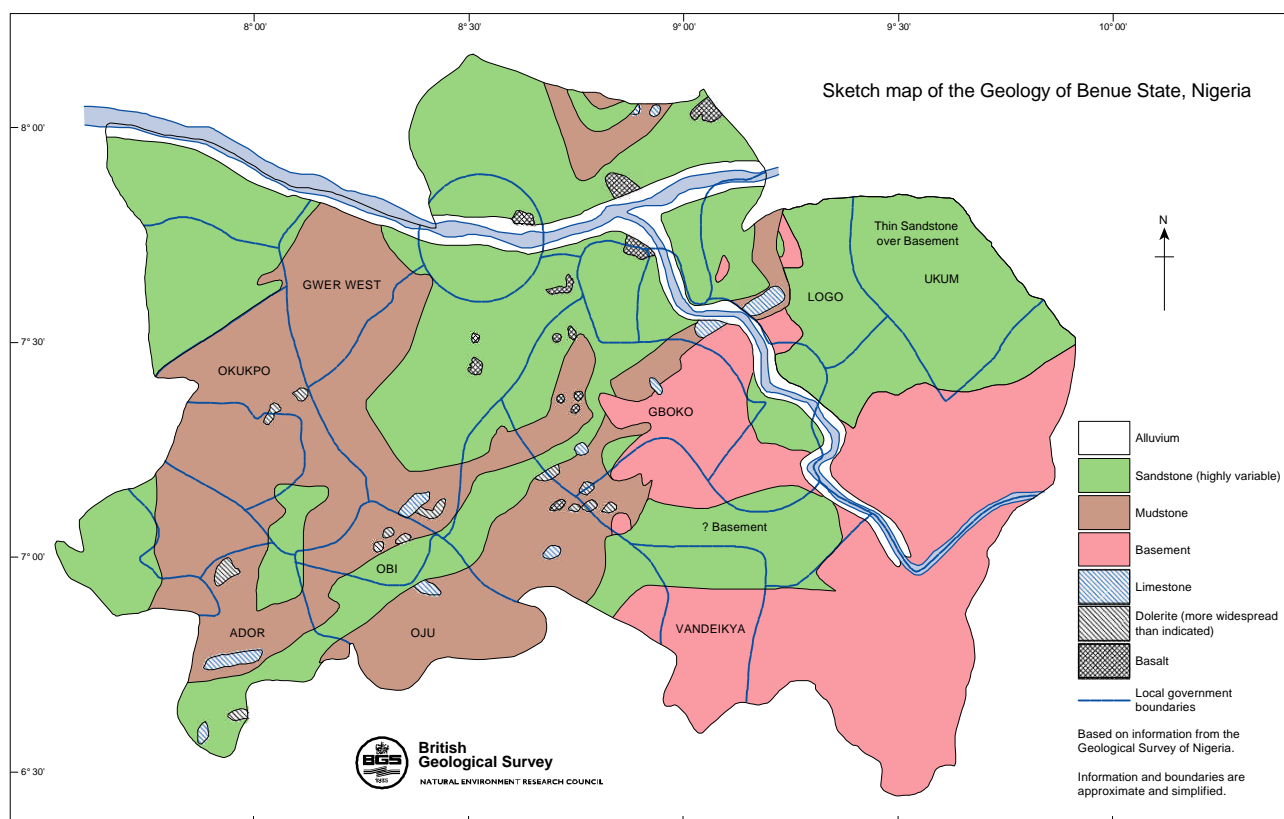 8° 00'
8° 30'
9° 00'
9° 30'
10° 00'
Sketch map of the Geology of Benue State, Nigeria
8° 00'
N
Thin Sandstone
over Basement
UKUM
GWER WEST
LOGO
7° 30'
OKUKPO
GBOKO
Alluvium
Sandstone (highly variable)
Mudstone
? Basement
7° 00'
Basement
OBI
Limestone
Dolerite (more widespread
than indicated)
ADOR
OJU
VANDEIKYA
Basalt
Local government
boundaries
Based on information from the
Geological Survey of Nigeria.
Information and boundaries are
approximate and simplified.
6° 30'
BGS
1835
British
Geological Survey
NATURAL ENVIRONMENT RESEARCH COUNCIL